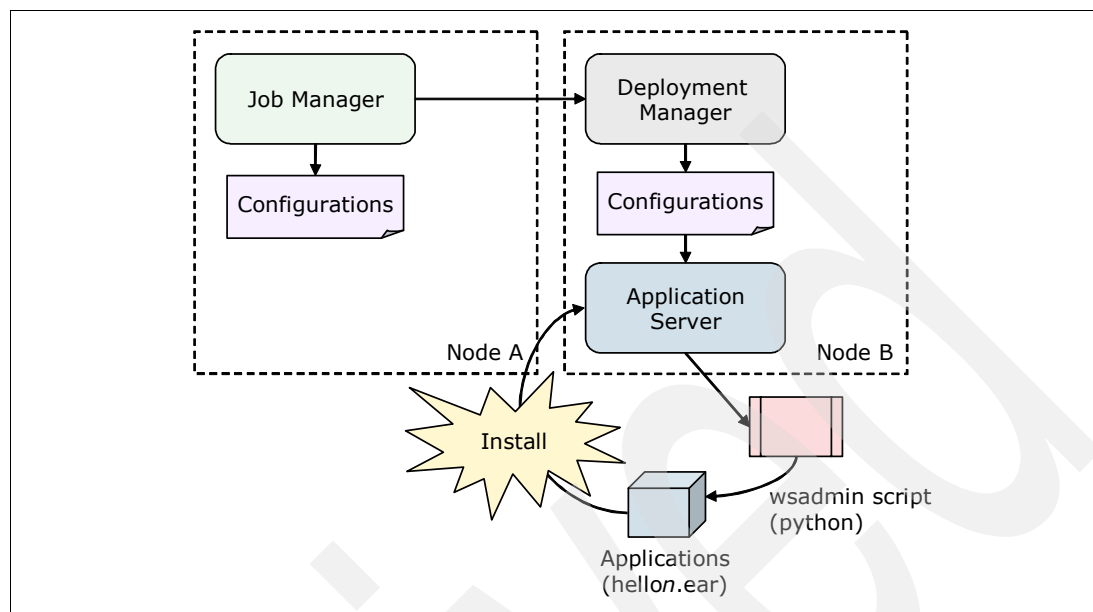 Job Manager
Deployment
Manager
Configurations
Configurations
Application
Server
Node A
Node B
Install
wsadmin script
(python)
Applications
(hellon.ear)